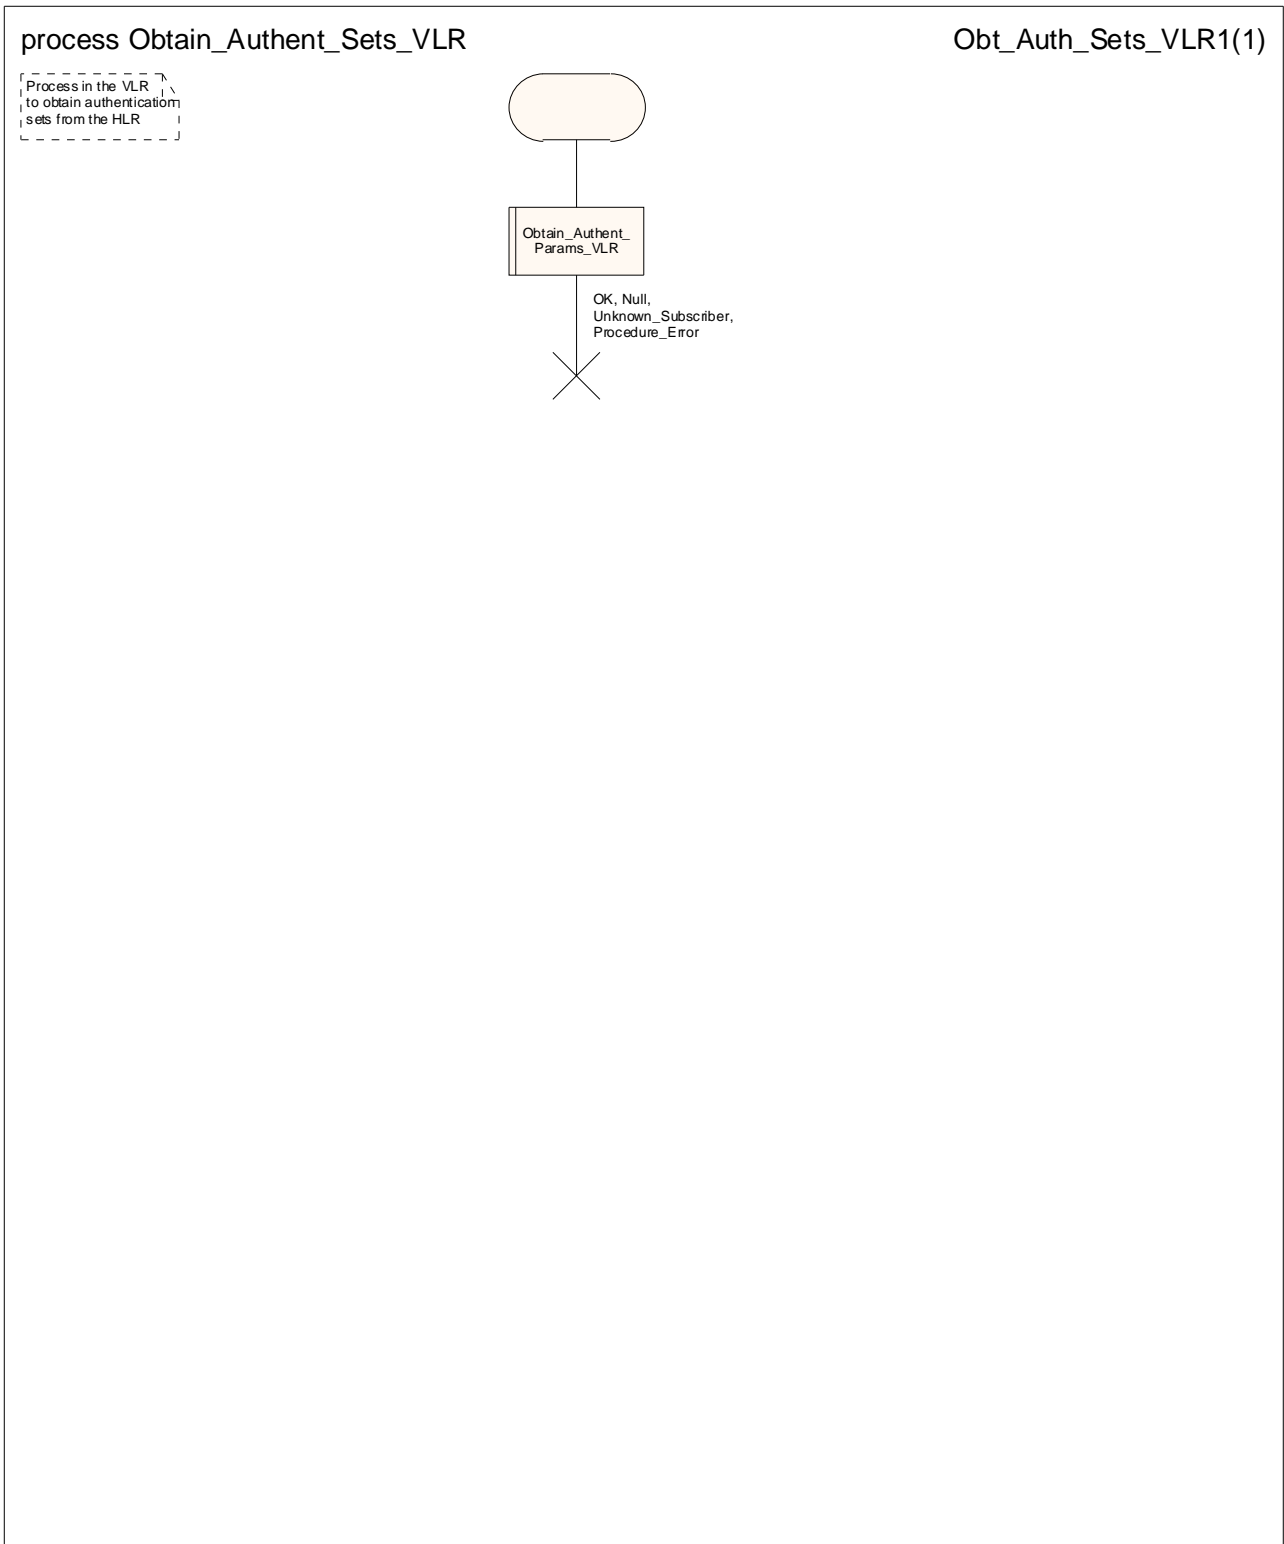 process Obtain_Authent_Sets_VLR
Obt_Auth_Sets_VLR1(1)
Process in the VLR
to obtain authentication
sets from the HLR
Obtain_Authent_
Params_VLR
OK, Null,
Unknown_Subscriber,
Procedure_Error